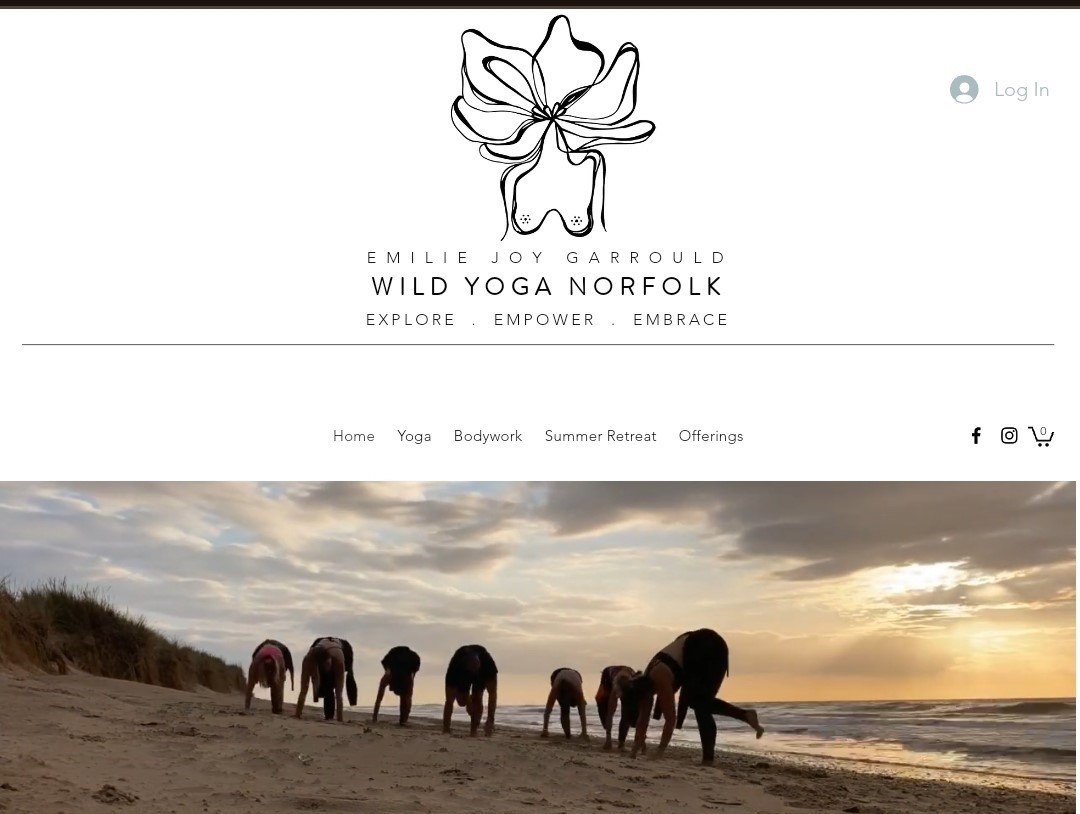 Log In
EMILIE JOY GARROULD
WILD YOGA NORFOLK
EXPLORE . EMPOWER . EMBRACE
Home Yoga Bodywork Summer Retreat Offerings 0